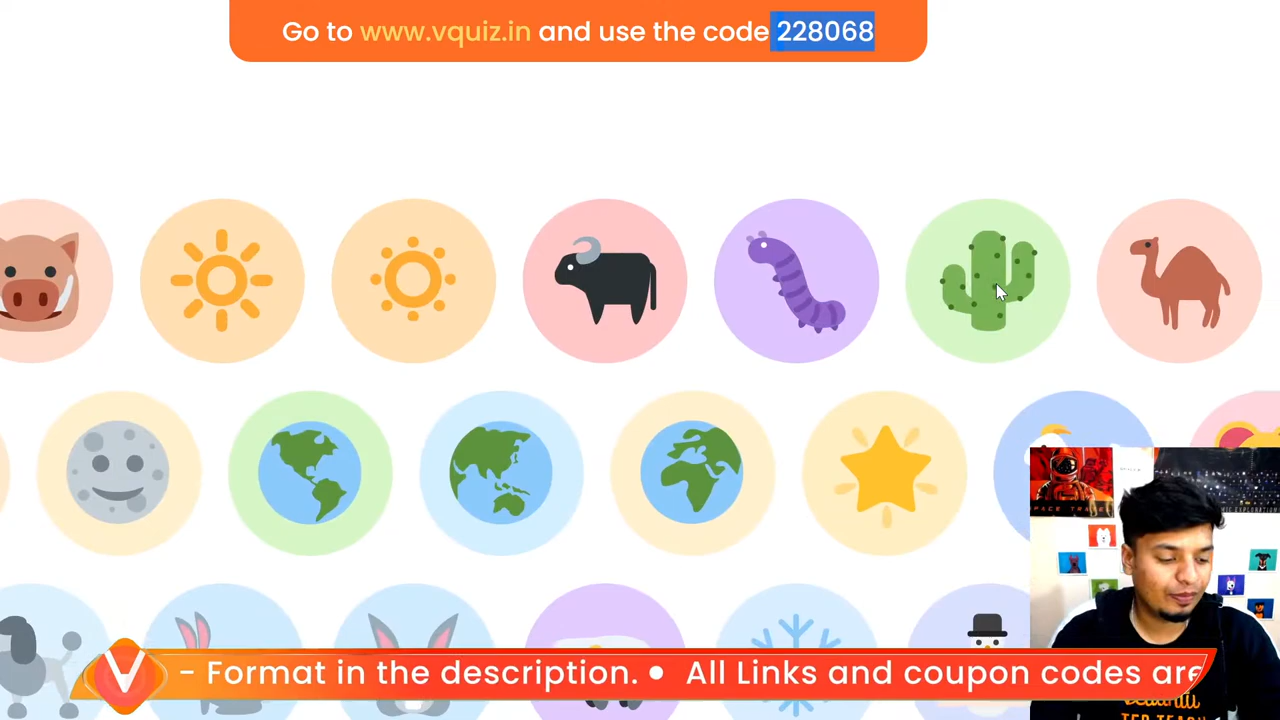 Go to www.vquiz.in and use the code 228068
V - Format in the description. ● All Links and coupon codes are